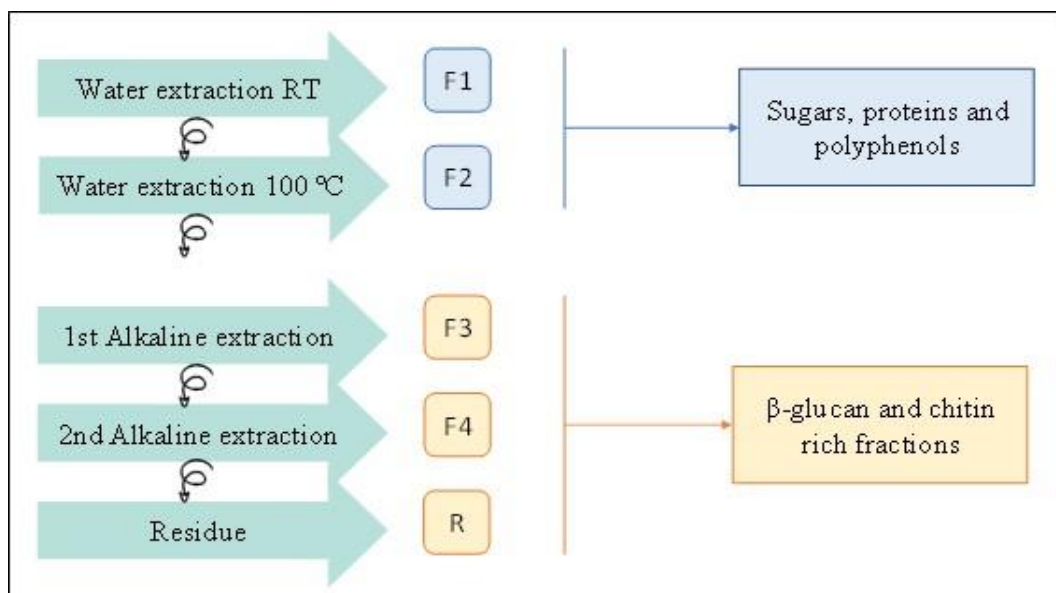 Water extraction RT
F1
Water extraction 100 ºC
F2
Sugars, proteins and
polyphenols
1st Alkaline extraction
F3
2nd Alkaline extraction
F4
Residue
R
β-glucan and chitin
rich fractions